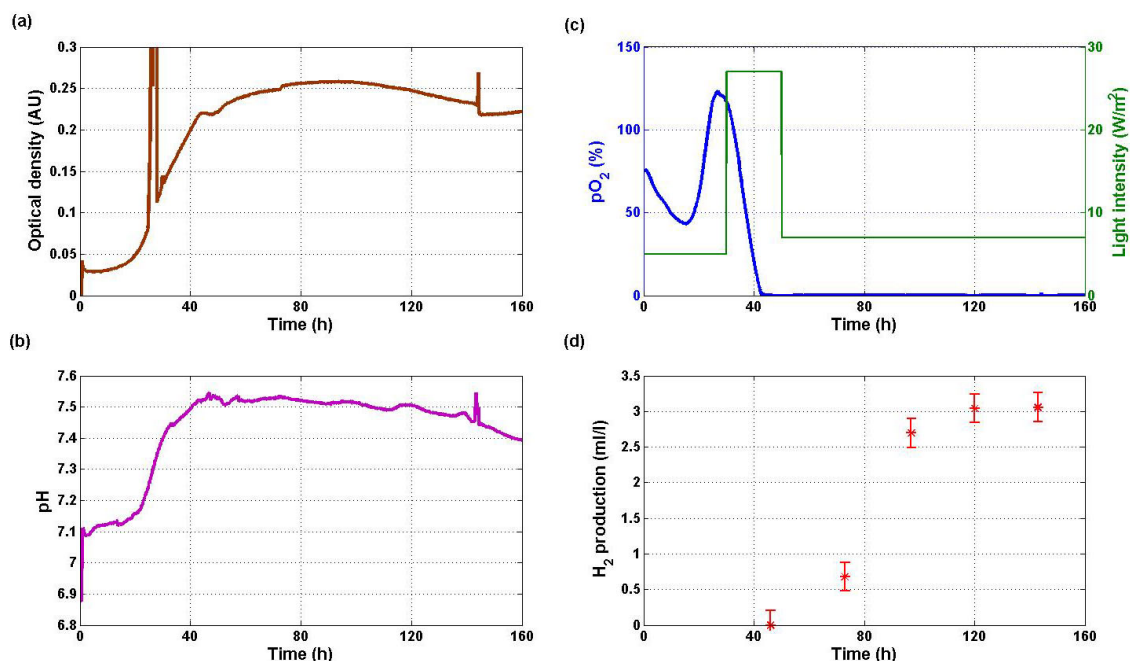 (a)
0.3
0.25
0.2
0.15
0.1
0.05
0
Optical density (AU)
0 40 80 120 160
Time (h)
(c)
150
100
50
0
pO₂ (%)
30
20
10
0
Light intensity (W/m²)
0 40 80 120 160
Time (h)
(b)
7.6
7.5
7.4
7.3
7.2
7.1
7
6.9
6.8
pH
0 40 80 120 160
Time (h)
(d)
3.5
3
2.5
2
1.5
1
0.5
0
H₂ production (ml/l)
0 40 80 120 160
Time (h)